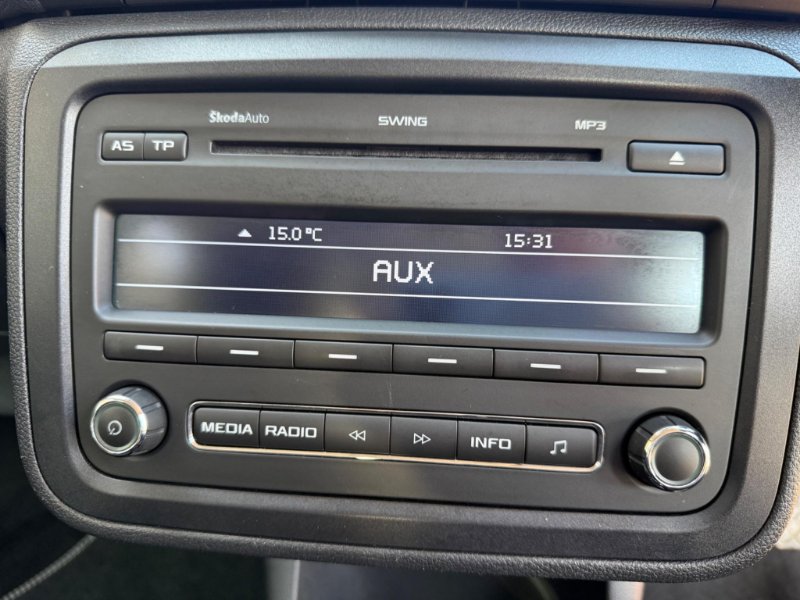 ŠkodaAuto SWING MP3
AS TP
15.0°C 15:31
AUX
MEDIA RADIO INFO